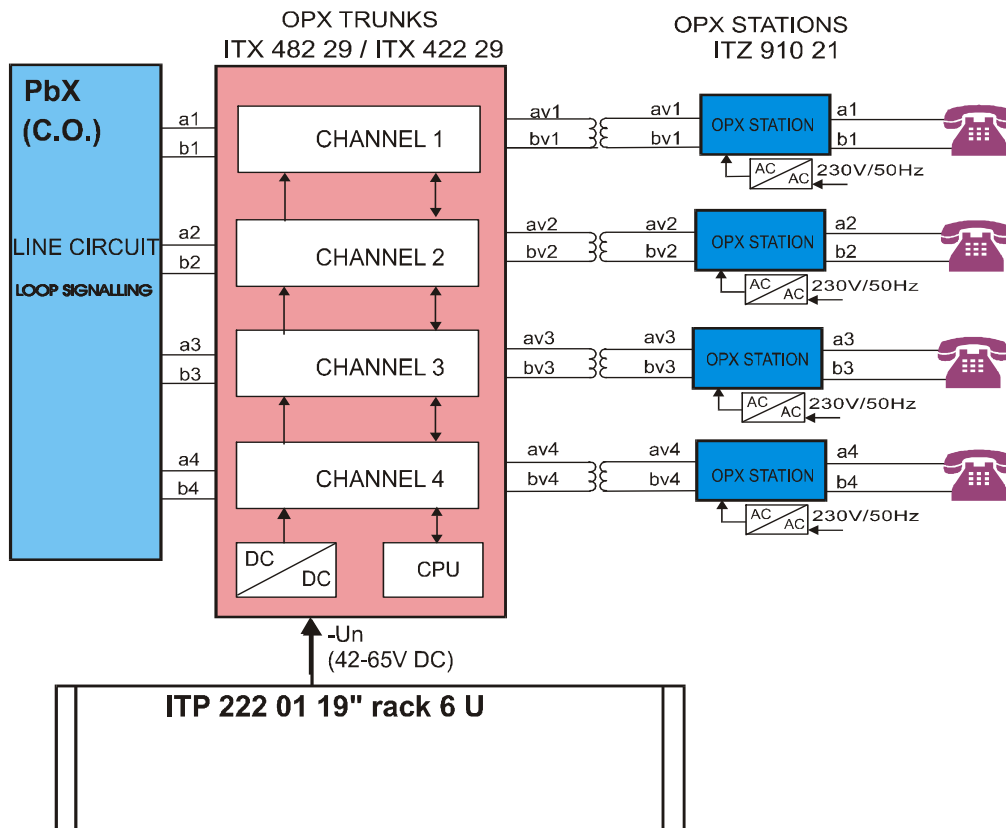 OPX TRUNKS
ITX 482 29 / ITX 422 29
OPX STATIONS
ITZ 910 21
PbX
(C.O.)
LINE CIRCUIT
LOOP SIGNALLING
a1
b1
a2
b2
a3
b3
a4
b4
CHANNEL 1
CHANNEL 2
CHANNEL 3
CHANNEL 4
DC
DC
CPU
av1
bv1
av1
bv1
OPX STATION
a1
b1
AC
AC
230V/50Hz
av2
bv2
av2
bv2
OPX STATION
a2
b2
AC
AC
230V/50Hz
av3
bv3
av3
bv3
OPX STATION
a3
b3
AC
AC
230V/50Hz
av4
bv4
av4
bv4
OPX STATION
a4
b4
AC
AC
230V/50Hz
-Un
(42-65V DC)
ITP 222 01 19" rack 6 U